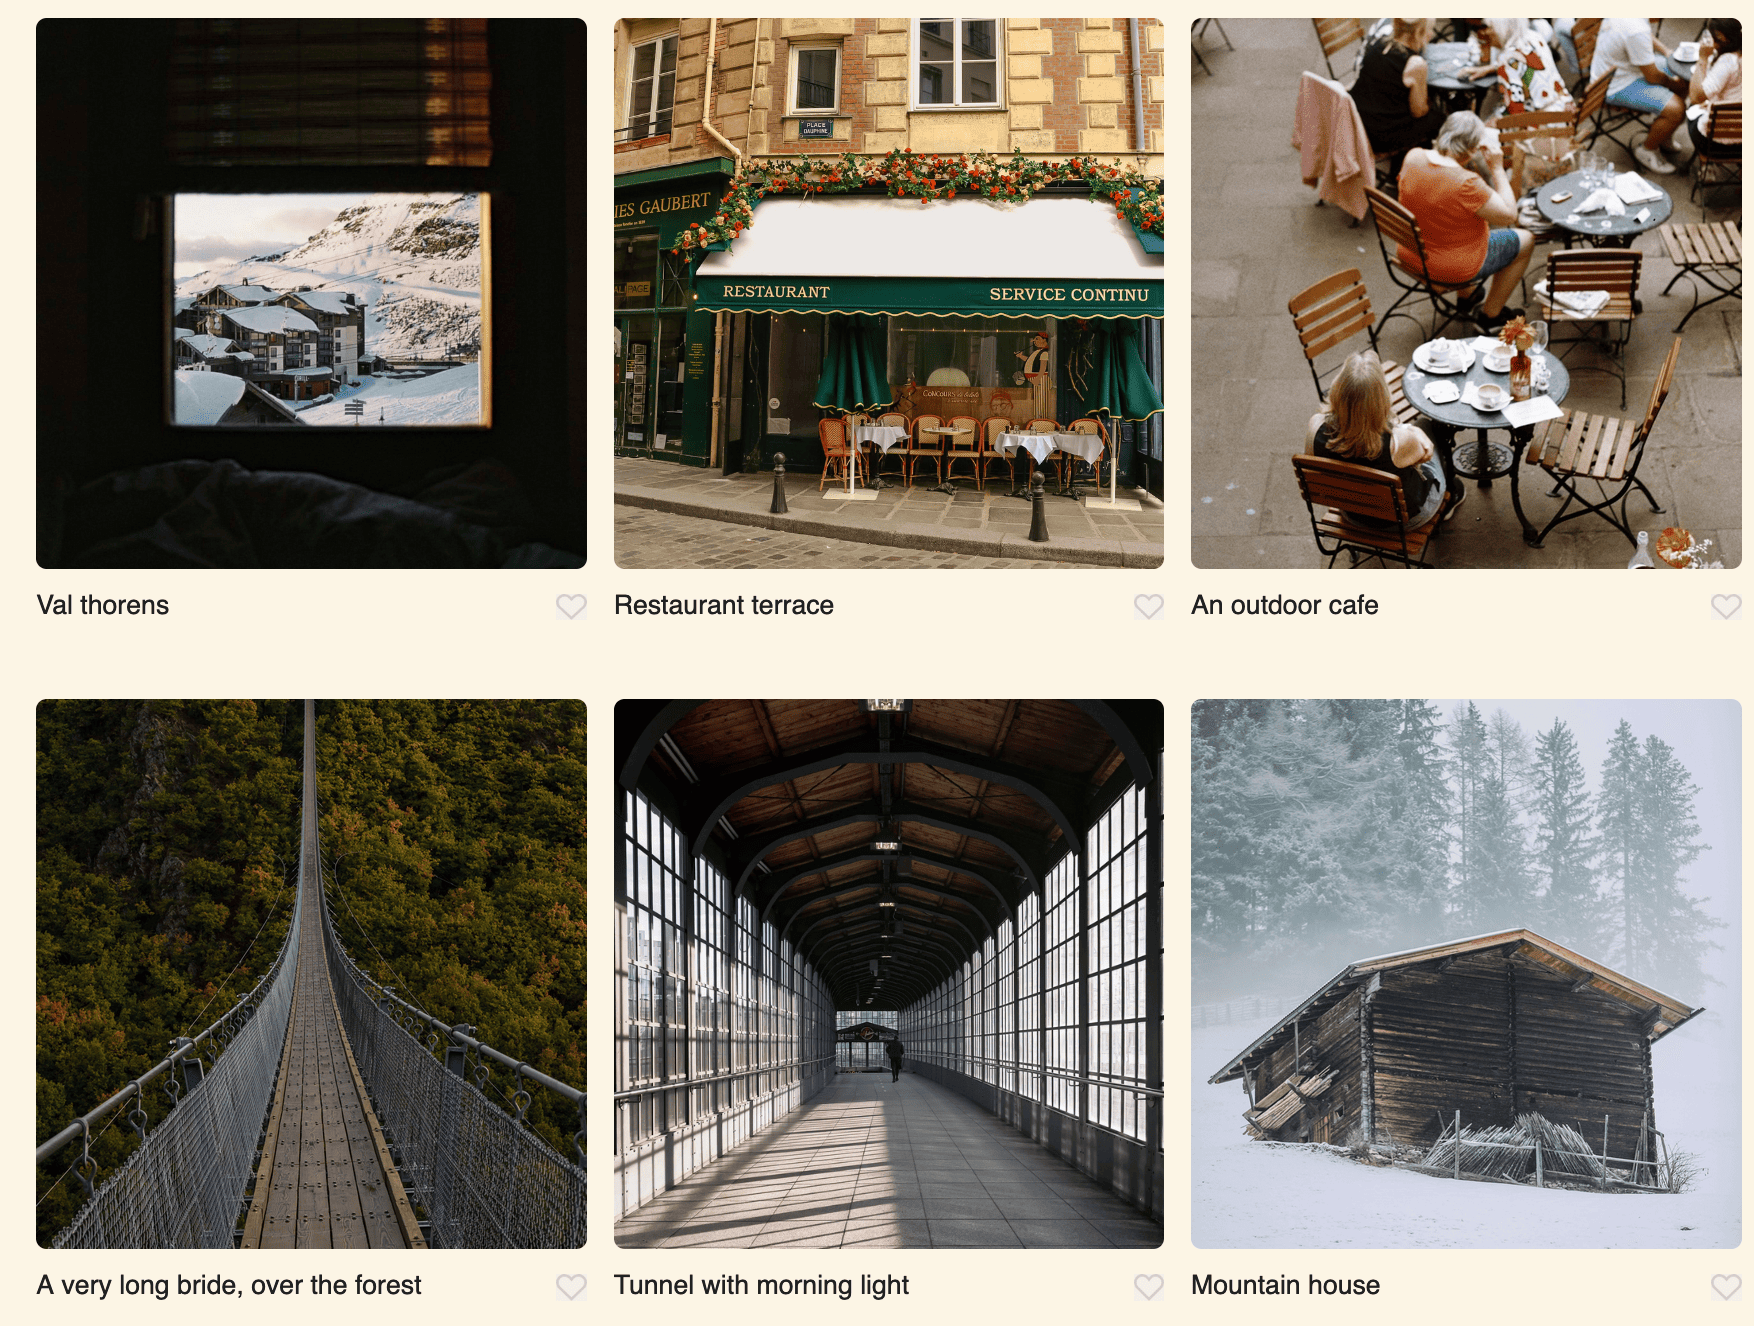 PLACE
DAUPHINE
IES GAUBERT
RESTAURANT
SERVICE CONTINU
Val thorens
Restaurant terrace
An outdoor cafe
A very long bride, over the forest
Tunnel with morning light
Mountain house